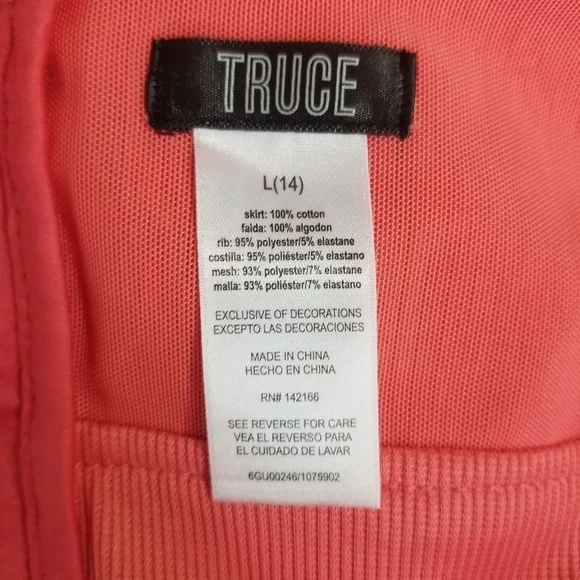 TRUCE
L(14)
skirt: 100% cotton
falda: 100% algodon
rib: 95% polyester/5% elastane
costilla: 95% poliéster/5% elastano
mesh: 93% polyester/7% elastane
malla: 93% poliéster/7% elastano
EXCLUSIVE OF DECORATIONS
EXCEPTO LAS DECORACIONES
MADE IN CHINA
HECHO EN CHINA
RN# 142166
SEE REVERSE FOR CARE
VEA EL REVERSO PARA
EL CUIDADO DE LAVAR
6GU00246/1075902